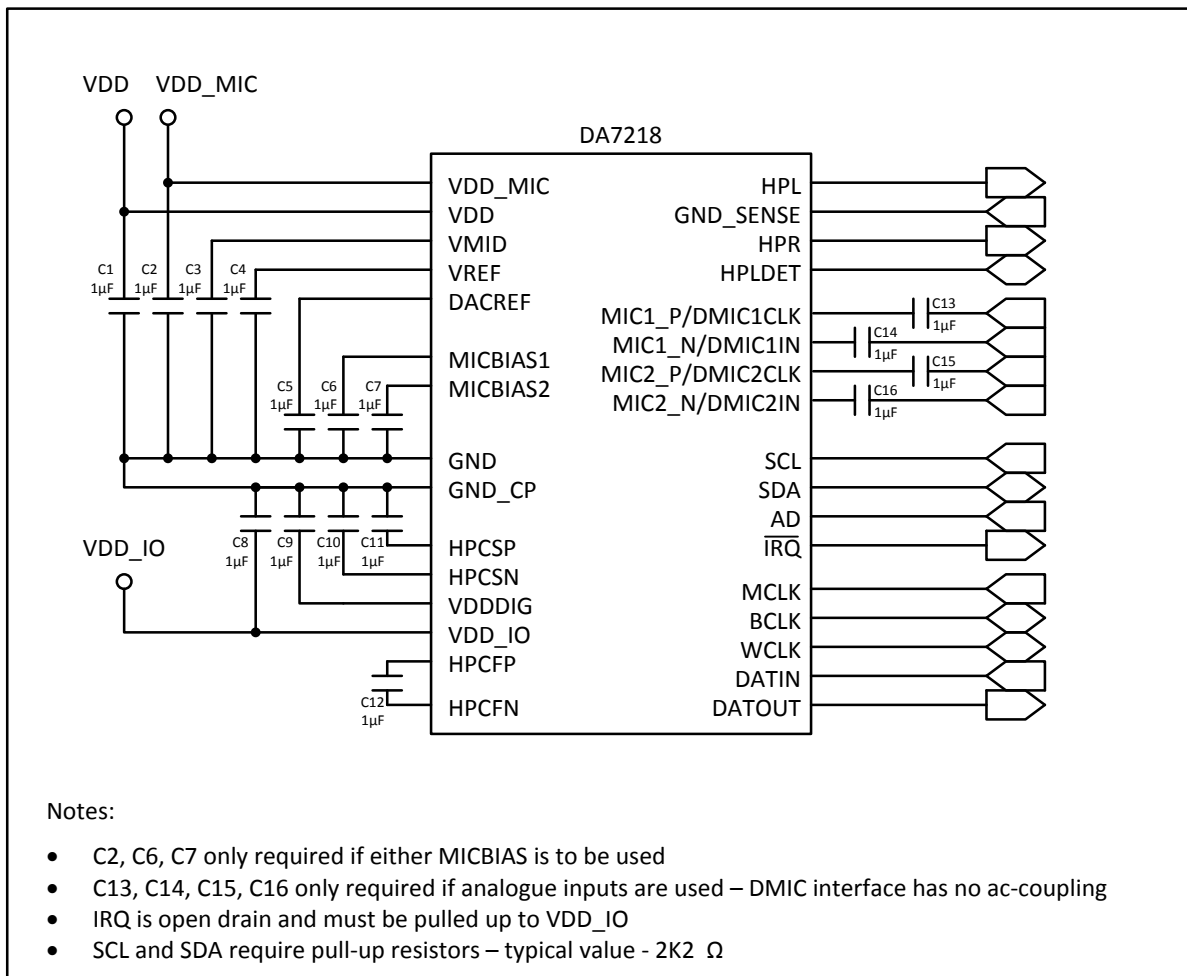 VDD VDD_MIC
DA7218
VDD_MIC
VDD
VMID
VREF
DACREF
MICBIAS1
MICBIAS2
GND
GND_CP
HPCSP
HPCSN
VDDDIG
VDD_IO
HPCFP
HPCFN
HPL
GND_SENSE
HPR
HPLDET
MIC1_P/DMIC1CLK
MIC1_N/DMIC1IN
MIC2_P/DMIC2CLK
MIC2_N/DMIC2IN
SCL
SDA
AD
IRQ
MCLK
BCLK
WCLK
DATIN
DATOUT
C1 C2 C3 C4
1µF 1µF 1µF 1µF
C5 C6 C7
1µF 1µF 1µF
C8 C9 C10 C11
1µF 1µF 1µF 1µF
VDD_IO
C12
1µF
C13
1µF
C14
1µF
C15
1µF
C16
1µF
Notes:
• C2, C6, C7 only required if either MICBIAS is to be used
• C13, C14, C15, C16 only required if analogue inputs are used – DMIC interface has no ac-coupling
• IRQ is open drain and must be pulled up to VDD_IO
• SCL and SDA require pull-up resistors – typical value - 2K2 Ω